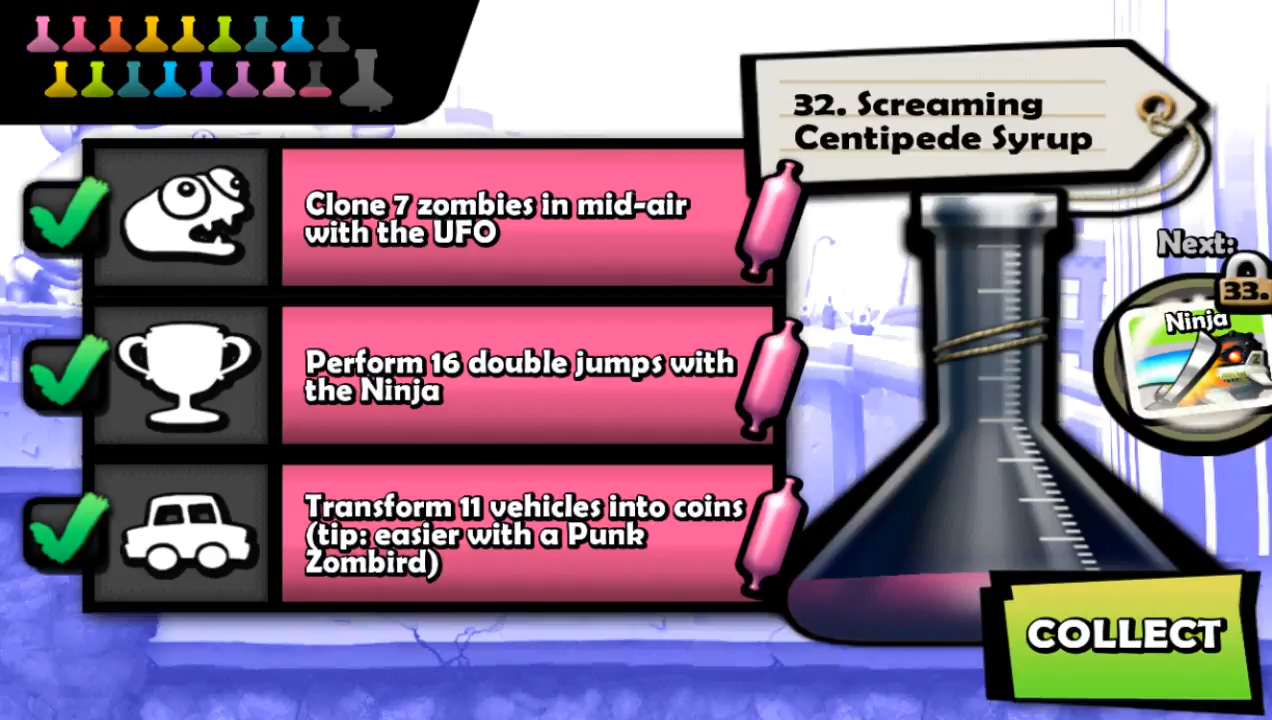 32. Screaming
Centipede Syrup
Clone 7 zombies in mid-air
with the UFO
Perform 16 double jumps with
the Ninja
Transform 11 vehicles into coins
(tip: easier with a Punk
Zombird)
Next:
33.
Ninja
COLLECT